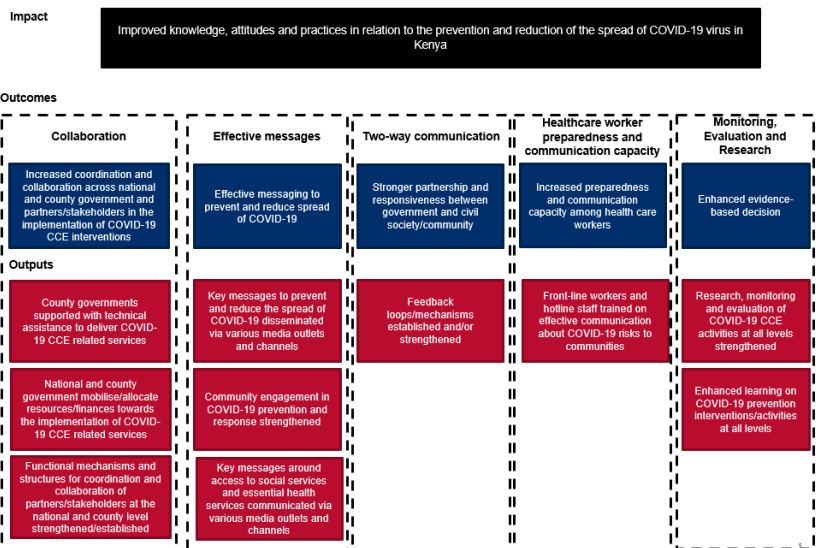 Impact
Improved knowledge, attitudes and practices in relation to the prevention and reduction of the spread of COVID-19 virus in
Kenya
Outcomes
Collaboration
Effective messages
Two-way communication
Healthcare worker
preparedness and
communication capacity
Monitoring,
Evaluation and
Research
Increased coordination and
collaboration across national
and county government and
partners/stakeholders in the
implementation of COVID-19
CCE interventions
Effective messaging to
prevent and reduce spread
of COVID-19
Stronger partnership and
responsiveness between
government and civil
society/community
Increased preparedness
and communication
capacity among health care
workers
Enhanced evidence-
based decision
Outputs
County governments
supported with technical
assistance to deliver COVID-
19 CCE related services
Key messages to prevent
and reduce the spread of
COVID-19 disseminated
via various media outlets
and channels
Feedback
loops/mechanisms
established and/or
strengthened
Front-line workers and
hotline staff trained on
effective communication
about COVID-19 risks to
communities
Research, monitoring
and evaluation of
COVID-19 CCE
activities at all levels
strengthened
National and county
government mobilise/allocate
resources/finances towards
the implementation of COVID-
19 CCE related services
Community engagement in
COVID-19 prevention and
response strengthened
Enhanced learning on
COVID-19 prevention
interventions/activities
at all levels
Functional mechanisms and
structures for coordination and
collaboration of
partners/stakeholders at the
national and county level
strengthened/established
Key messages around
access to social services
and essential health
services communicated via
various media outlets and
channels